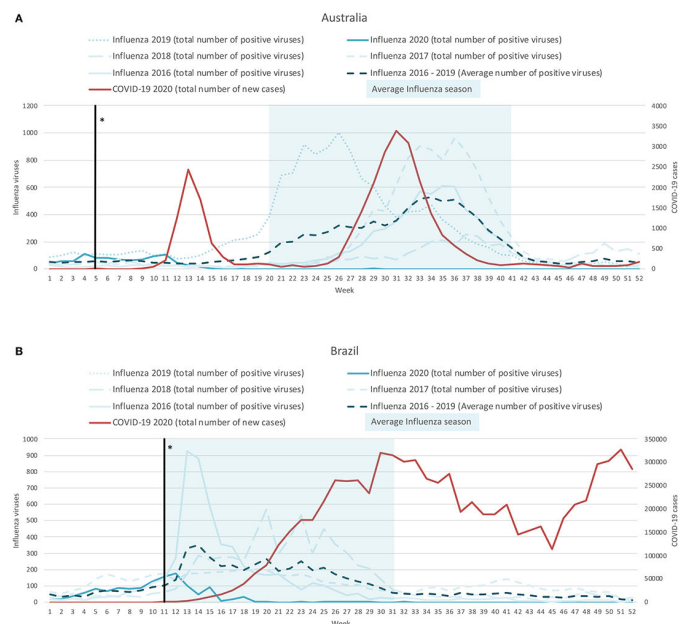 A
Australia
Influenza 2019 (total number of positive viruses)
Influenza 2020 (total number of positive viruses)
Influenza 2018 (total number of positive viruses)
Influenza 2017 (total number of positive viruses)
Influenza 2016 (total number of positive viruses)
Influenza 2016 - 2019 (Average number of positive viruses)
COVID-19 2020 (total number of new cases)
Average Influenza season
1200
1000
800
600
400
200
0
Influenza viruses
*
4000
3500
3000
2500
2000
1500
1000
500
0
COVID-19 cases
1 2 3 4 5 6 7 8 9 10 11 12 13 14 15 16 17 18 19 20 21 22 23 24 25 26 27 28 29 30 31 32 33 34 35 36 37 38 39 40 41 42 43 44 45 46 47 48 49 50 51 52
Week
B
Brazil
Influenza 2019 (total number of positive viruses)
Influenza 2020 (total number of positive viruses)
Influenza 2018 (total number of positive viruses)
Influenza 2017 (total number of positive viruses)
Influenza 2016 (total number of positive viruses)
Influenza 2016 - 2019 (Average number of positive viruses)
COVID-19 2020 (total number of new cases)
Average Influenza season
1000
900
800
700
600
500
400
300
200
100
0
Influenza viruses
*
350000
300000
250000
200000
150000
100000
50000
0
COVID-19 cases
1 2 3 4 5 6 7 8 9 10 11 12 13 14 15 16 17 18 19 20 21 22 23 24 25 26 27 28 29 30 31 32 33 34 35 36 37 38 39 40 41 42 43 44 45 46 47 48 49 50 51 52
Week